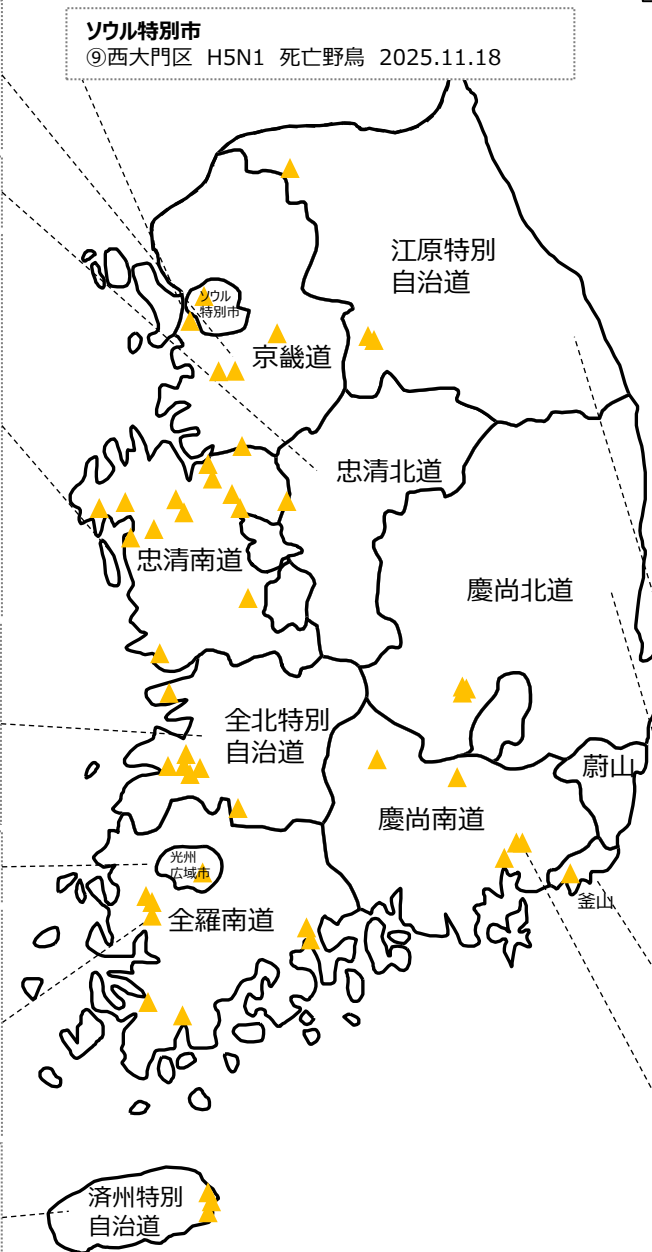 ソウル特別市
⑨西大門区 H5N1 死亡野鳥 2025.11.18
江原特別
自治道
ソウル
特別市
京畿道
忠清北道
忠清南道
慶尚北道
全北特別
自治道
蔚山
慶尚南道
光州
広域市
釜山
全羅南道
済州特別
自治道